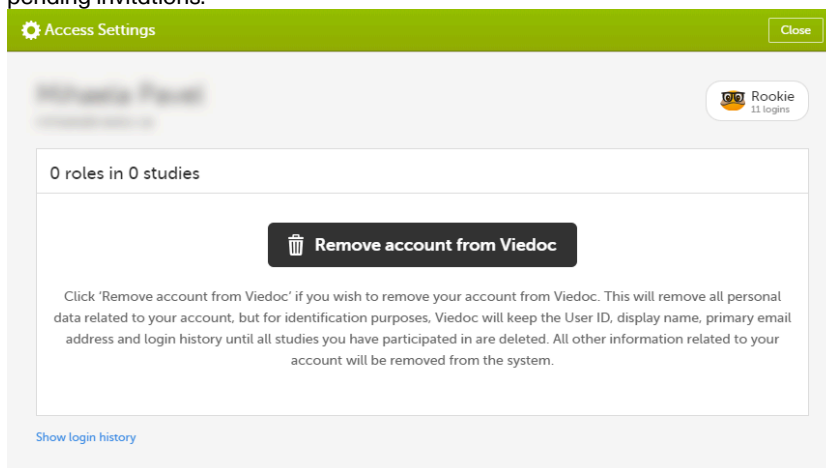 pending invitations.
Access Settings
Close
Rookie
11 logins
0 roles in 0 studies
Remove account from Viedoc
Click 'Remove account from Viedoc' if you wish to remove your account from Viedoc. This will remove all personal
data related to your account, but for identification purposes, Viedoc will keep the User ID, display name, primary email
address and login history until all studies you have participated in are deleted. All other information related to your
account will be removed from the system.
Show login history